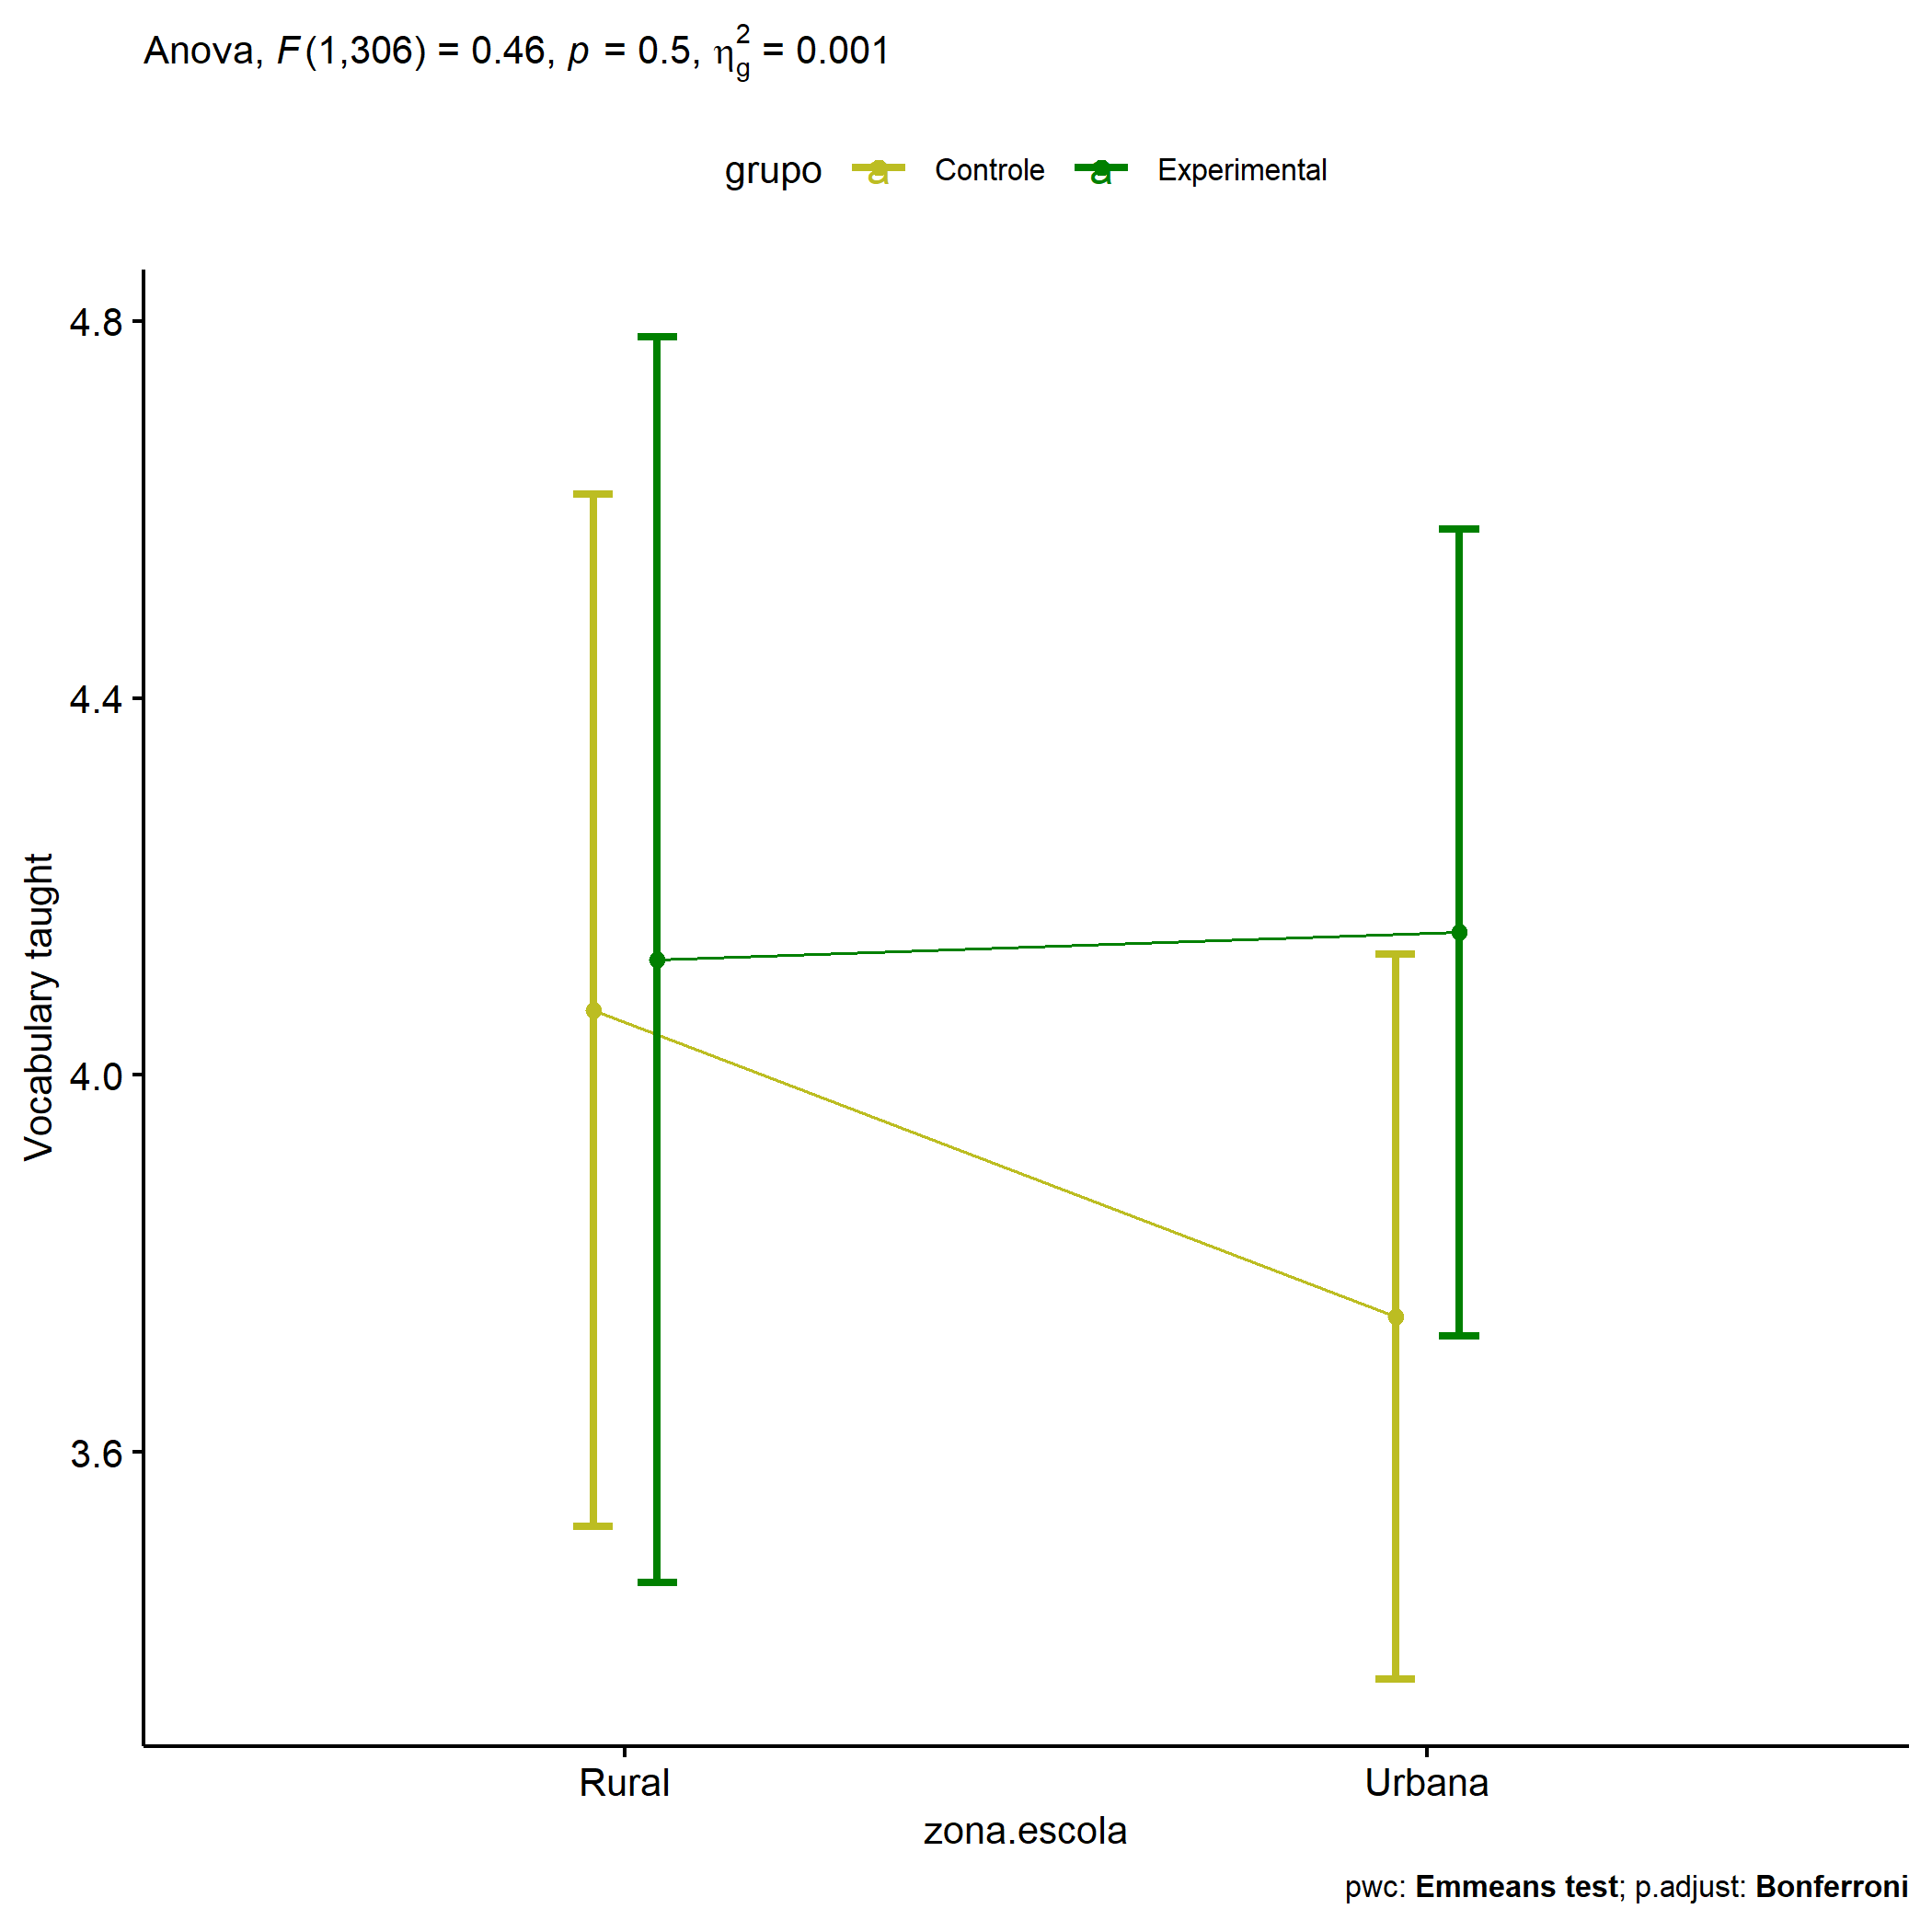 Anova, F(1,306) = 0.46, p = 0.5, η²g = 0.001
grupo a Controle a Experimental
4.8
4.4
4.0
3.6
Vocabulary taught
Rural Urbana
zona.escola
pwc: Emmeans test; p.adjust: Bonferroni